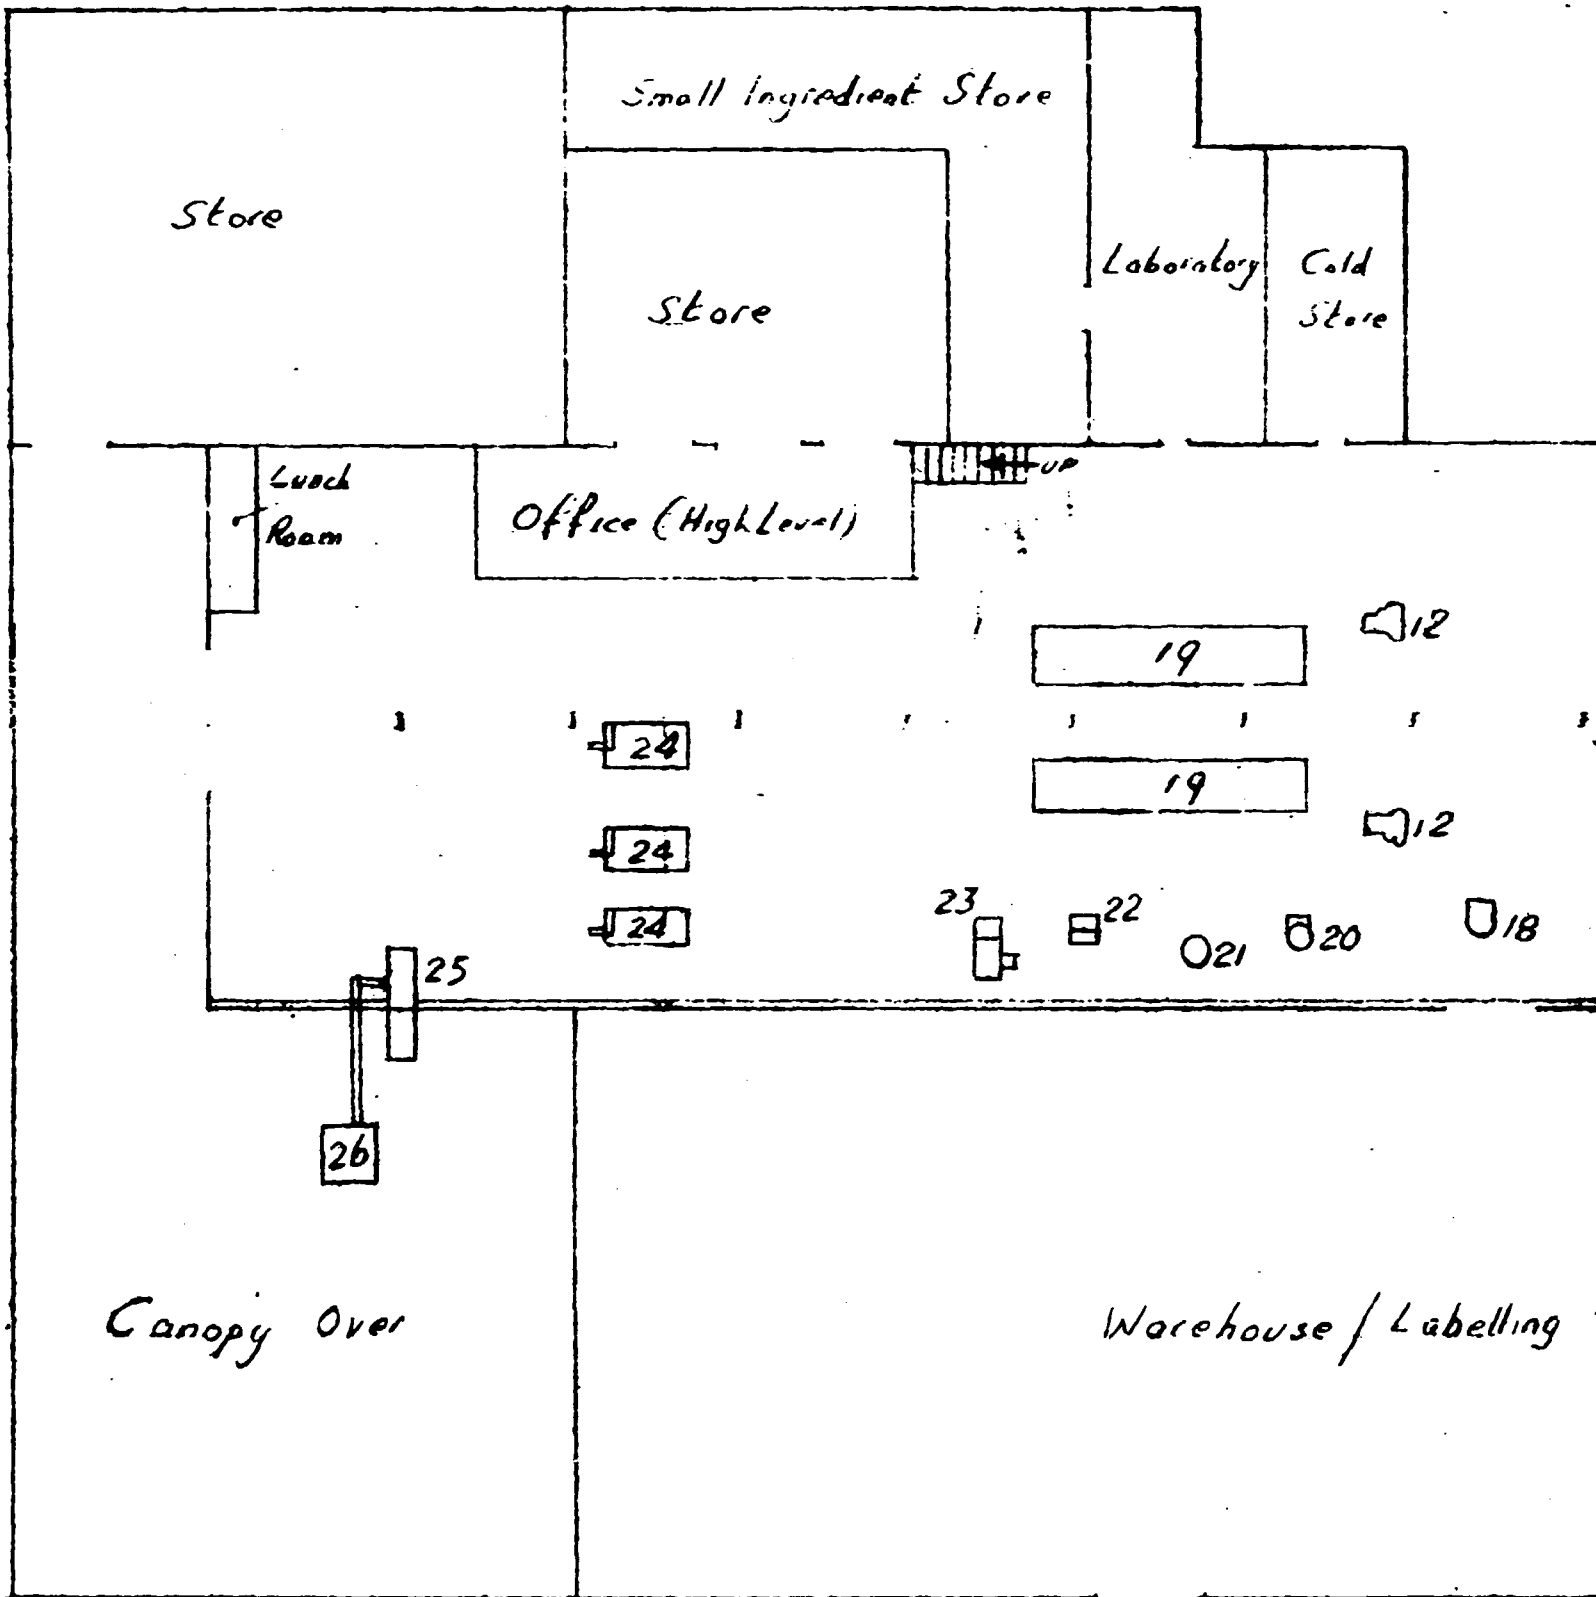 Small Ingredient Store
Store
Store
Laboratory
Cold
Store
UP
Lunch
Room
Office (High Level)
12
19
24
19
12
24
24
23
22
21
20
18
25
26
Canopy Over
Warehouse / Labelling